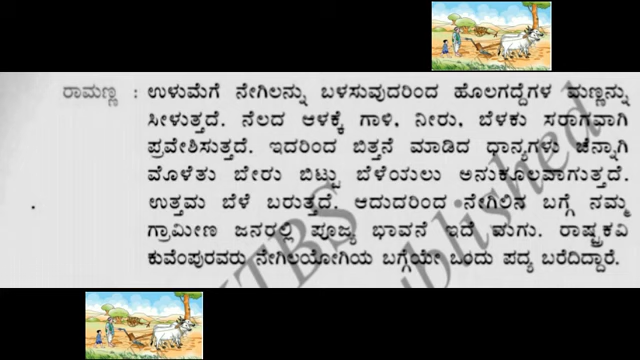 ರಾಮಣ್ಣ : ಉಳುಮೆಗೆ ನೇಗಿಲನ್ನು ಬಳಸುವುದರಿಂದ ಹೊಲಗದ್ದೆಗಳ ಮಣ್ಣನ್ನು
ಸೀಳುತ್ತದೆ. ನೆಲದ ಆಳಕ್ಕೆ ಗಾಳಿ, ನೀರು, ಬೆಳಕು ಸರಾಗವಾಗಿ
ಪ್ರವೇಶಿಸುತ್ತದೆ. ಇದರಿಂದ ಬಿತ್ತನೆ ಮಾಡಿದ ಧಾನ್ಯಗಳು ಚೆನ್ನಾಗಿ
ಮೊಳೆತು ಬೇರು ಬಿಟ್ಟು ಬೆಳೆಯಲು ಅನುಕೂಲವಾಗುತ್ತದೆ.
ಉತ್ತಮ ಬೆಳೆ ಬರುತ್ತದೆ. ಆದುದರಿಂದ ನೇಗಿಲಿನ ಬಗ್ಗೆ ನಮ್ಮ
ಗ್ರಾಮೀಣ ಜನರಲ್ಲಿ ಪೂಜ್ಯ ಭಾವನೆ ಇದೆ ಮಗು. ರಾಷ್ಟ್ರಕವಿ
ಕುವೆಂಪುರವರು ನೇಗಿಲಯೋಗಿಯ ಬಗ್ಗೆಯೇ ಒಂದು ಪದ್ಯ ಬರೆದಿದ್ದಾರೆ.